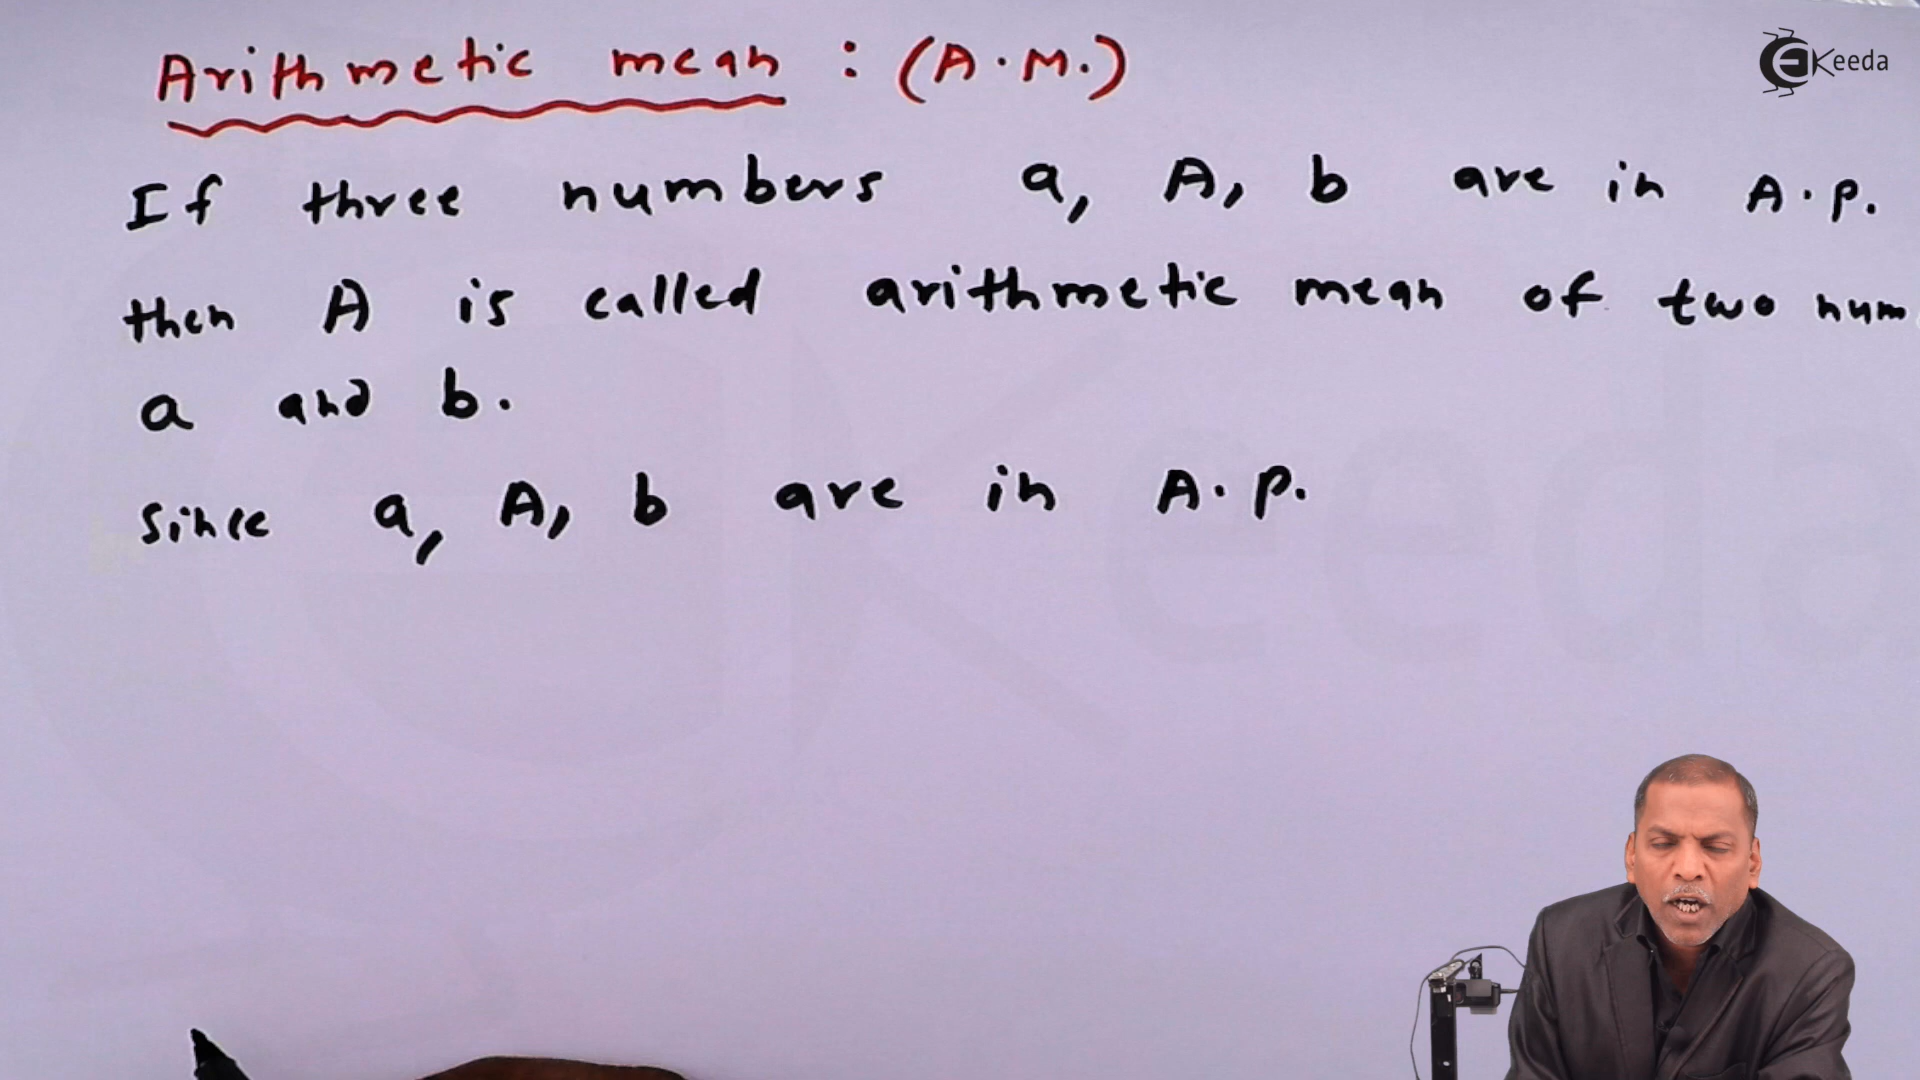 Arithmetic mean : (A.M.)
EKeeda
If three numbers a, A, b are in A.P.
then A is called arithmetic mean of two num
a and b.
Since a, A, b are in A.P.